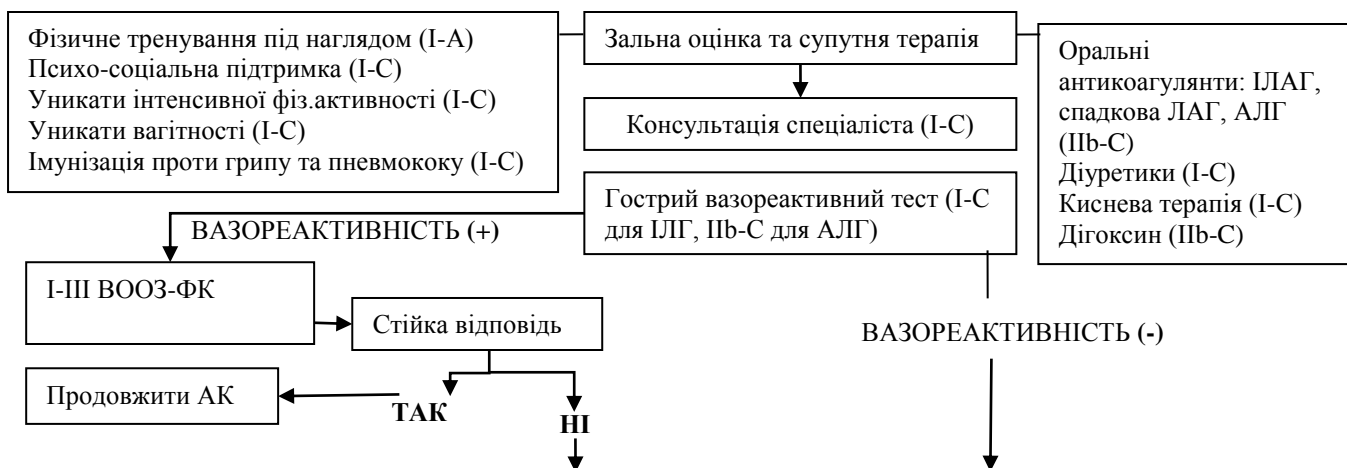 Фізичне тренування під наглядом (I-A)
Психо-соціальна підтримка (I-C)
Уникати інтенсивної фіз.активності (I-C)
Уникати вагітності (I-C)
Імунізація проти грипу та пневмококу (I-C)
Зальна оцінка та супутня терапія
Консультація спеціаліста (I-C)
Оральні
антикоагулянти: ІЛАГ,
спадкова ЛАГ, АЛГ
(IIb-C)
Діуретики (I-C)
Киснева терапія (I-C)
Дігоксин (IIb-C)
Гострий вазореактивний тест (I-C
для ІЛГ, IIb-C для АЛГ)
ВАЗОРЕАКТИВНІСТЬ (+)
I-III ВООЗ-ФК
Стійка відповідь
ВАЗОРЕАКТИВНІСТЬ (-)
Продовжити АК
ТАК
НІ